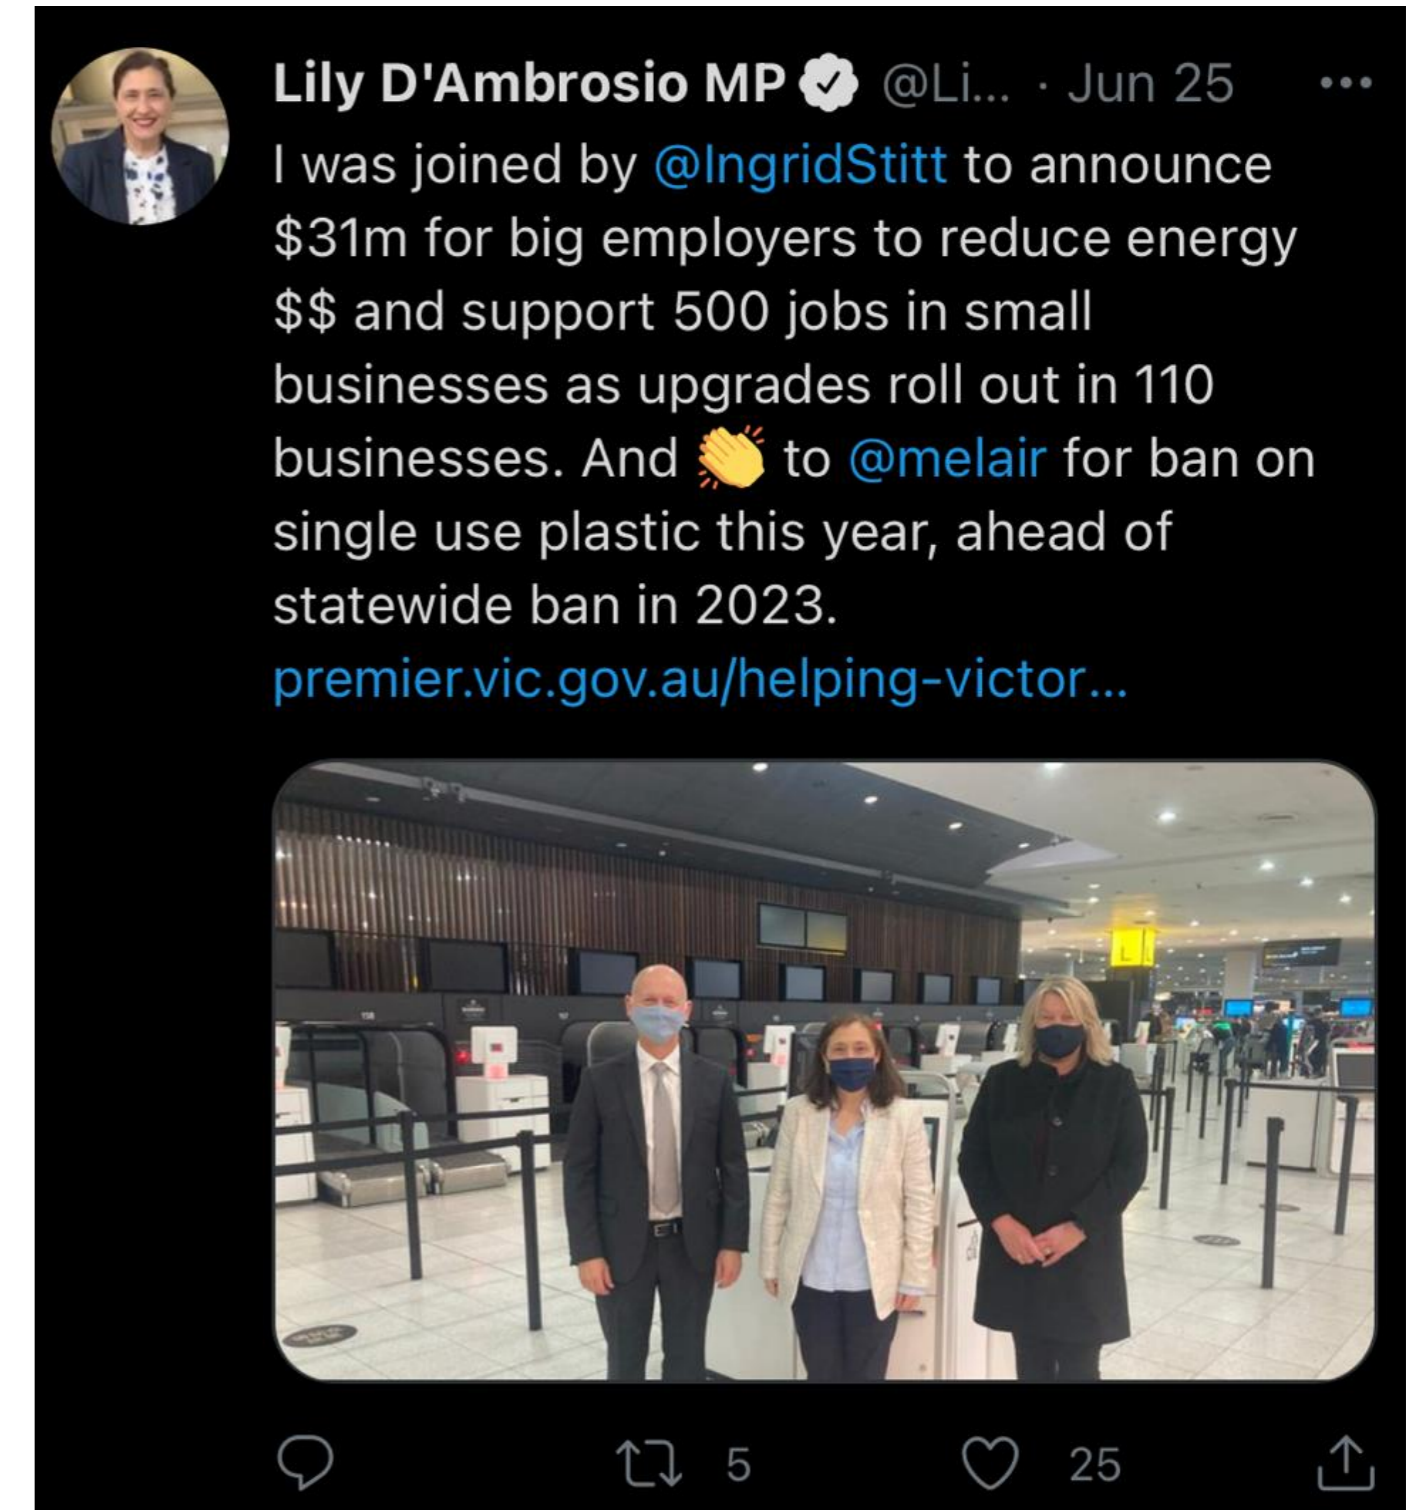 Lily D'Ambrosio MP @Li... · Jun 25
I was joined by @IngridStitt to announce
$31m for big employers to reduce energy
$$ and support 500 jobs in small
businesses as upgrades roll out in 110
businesses. And 👏 to @melair for ban on
single use plastic this year, ahead of
statewide ban in 2023.
premier.vic.gov.au/helping-victor...
L
5
25